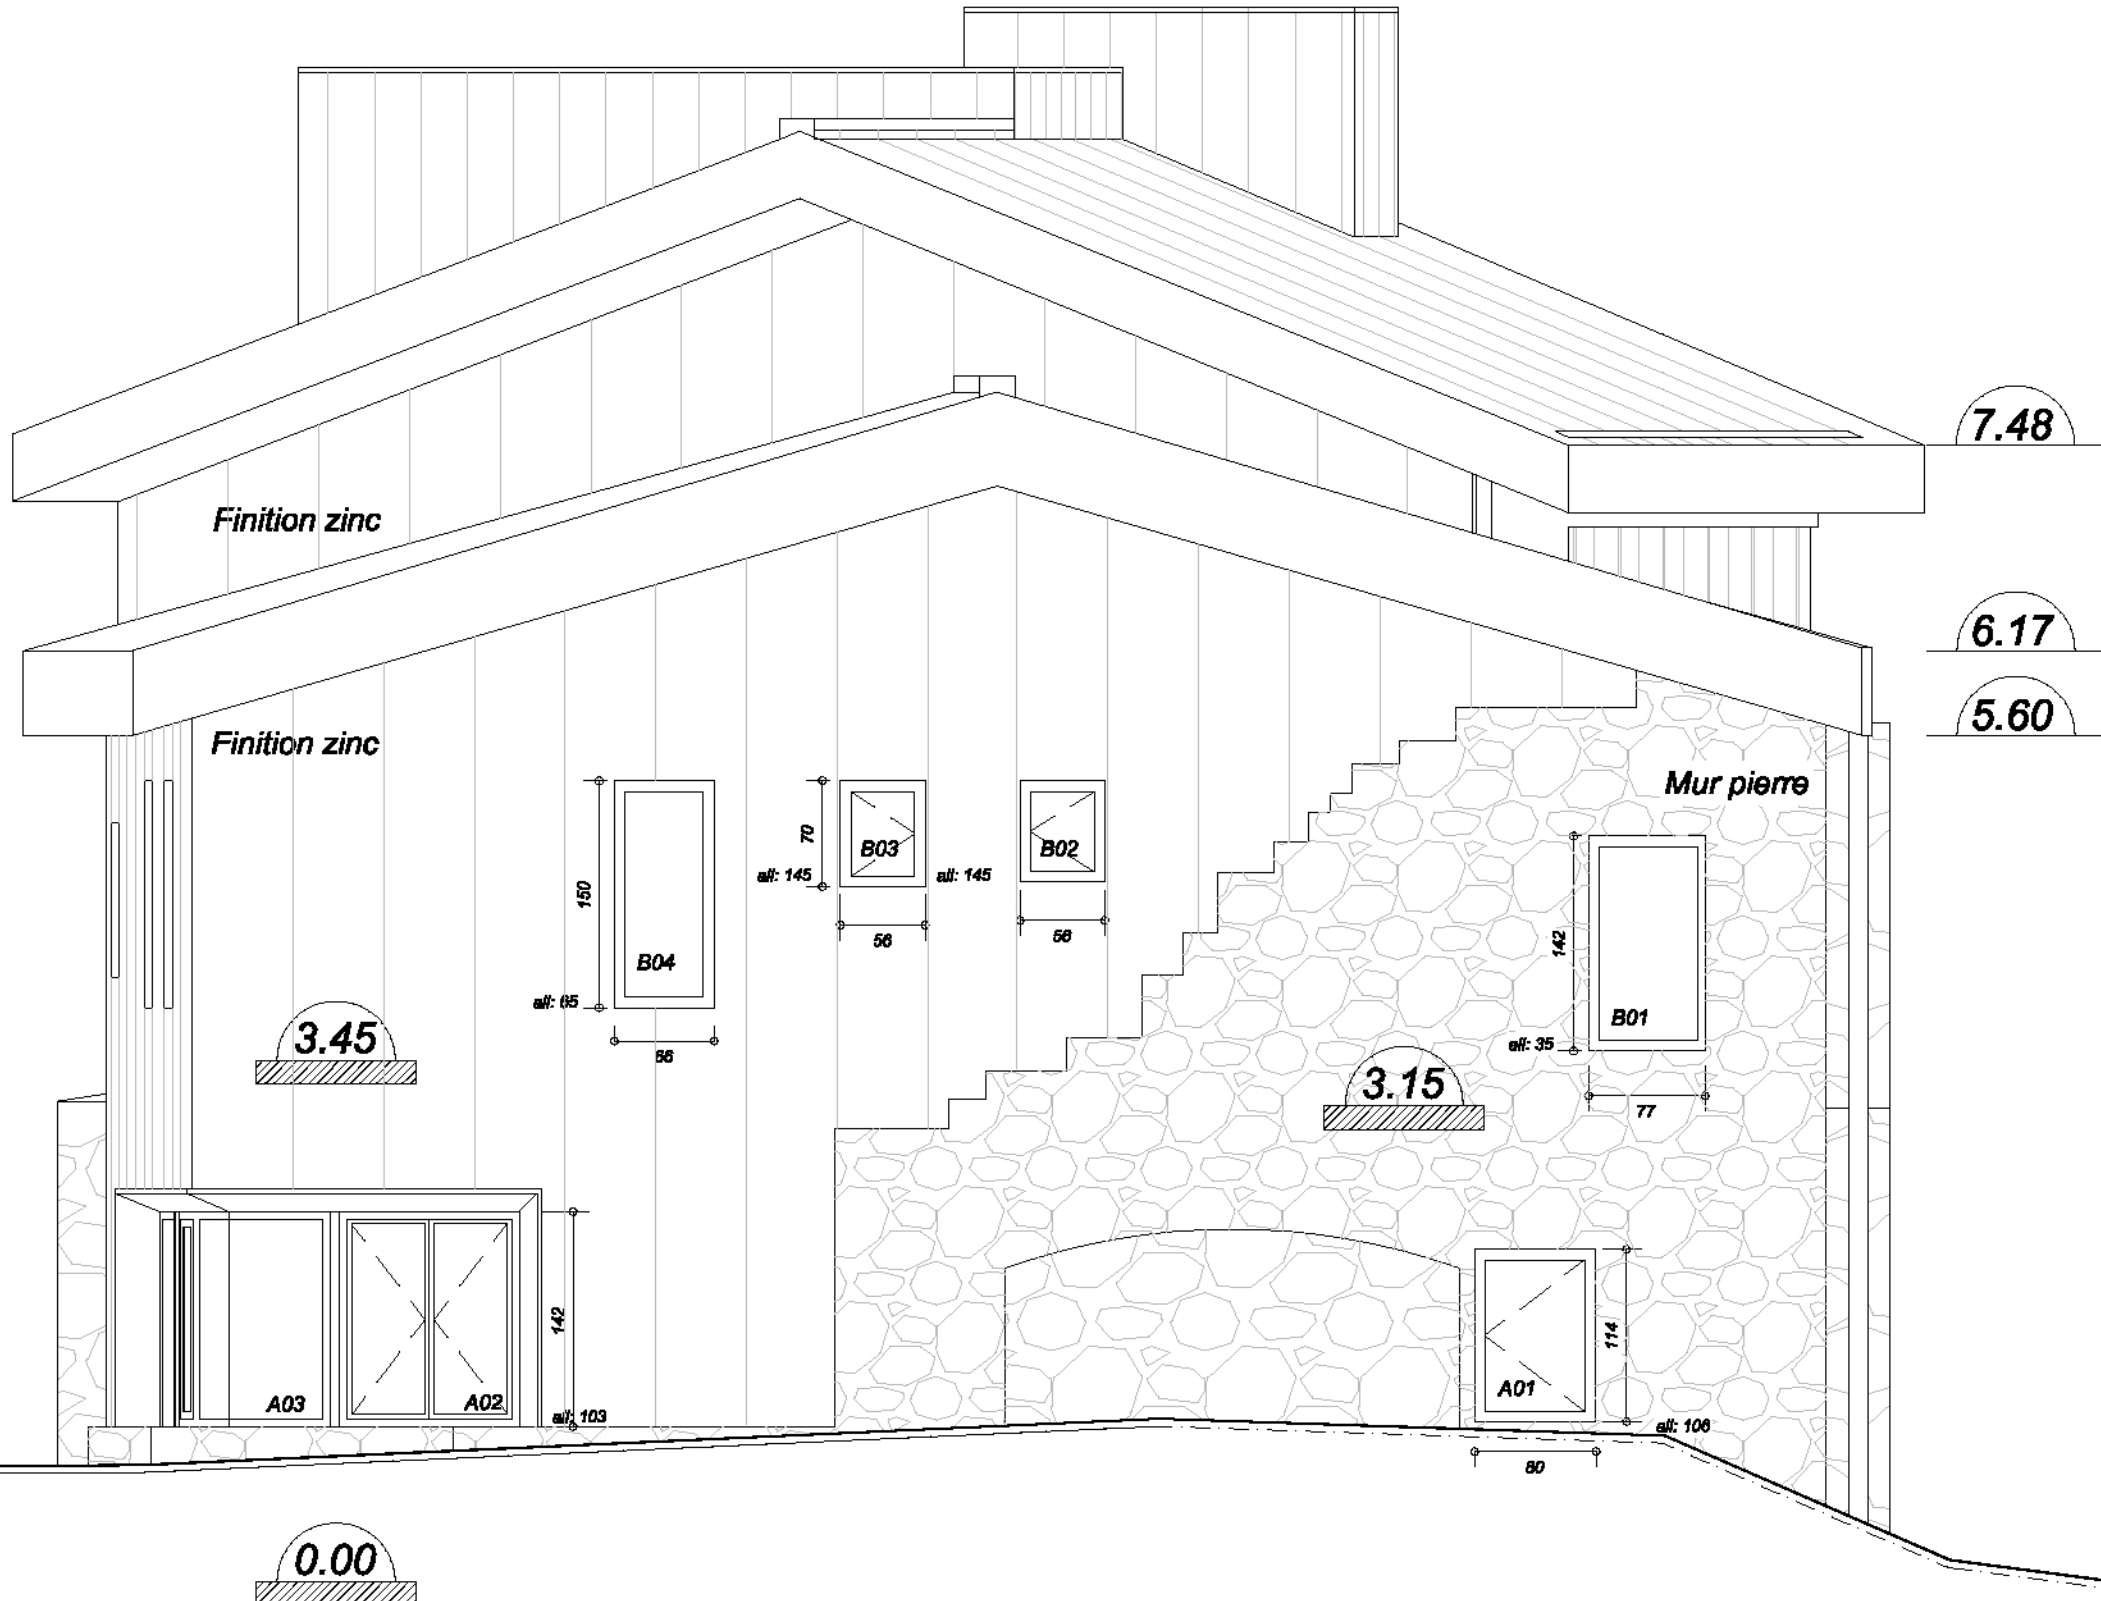 7.48
Finition zinc
6.17
5.60
Finition zinc
Mur pierre
70
B03
B02
all: 145
all: 145
150
56
56
142
B04
all: 65
66
B01
all: 35
3.45
3.15
77
142
114
A03
A02
A01
all: 103
all: 106
80
0.00